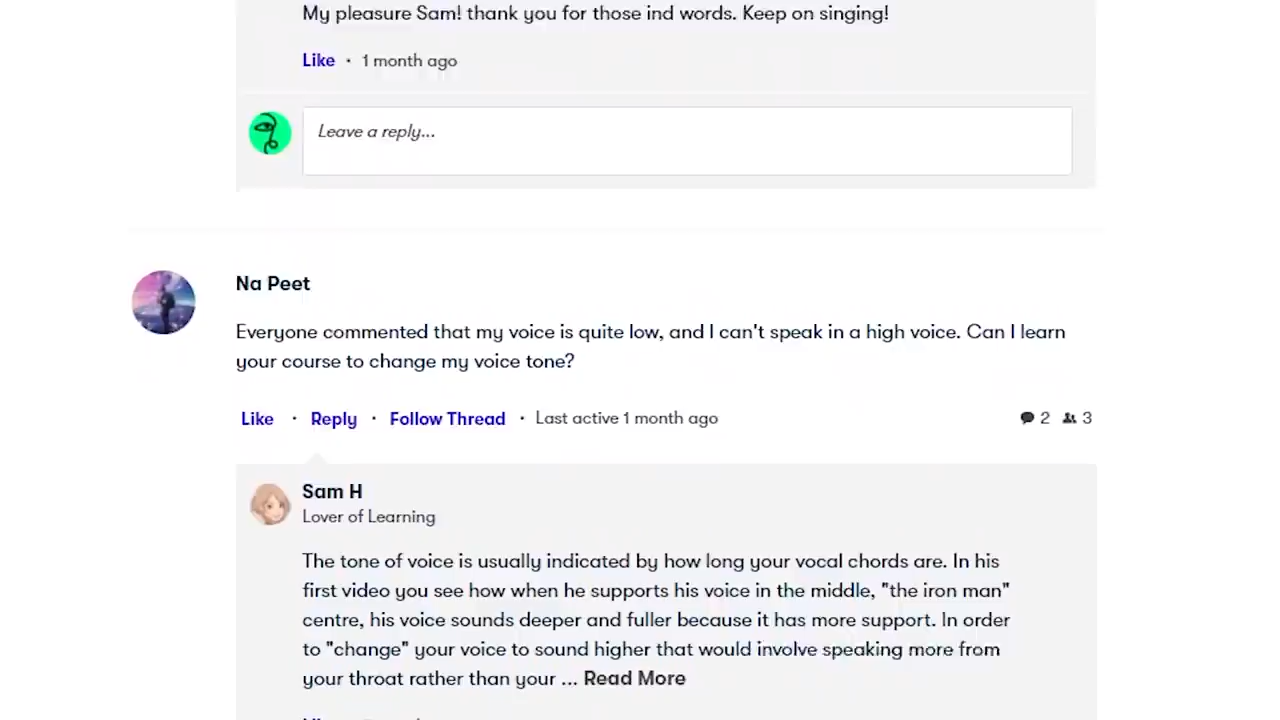 My pleasure Sam! thank you for those ind words. Keep on singing!
Like · 1 month ago
Leave a reply...
Na Peet
Everyone commented that my voice is quite low, and I can't speak in a high voice. Can I learn
your course to change my voice tone?
Like · Reply · Follow Thread · Last active 1 month ago 2 3
Sam H
Lover of Learning
The tone of voice is usually indicated by how long your vocal chords are. In his
first video you see how when he supports his voice in the middle, "the iron man"
centre, his voice sounds deeper and fuller because it has more support. In order
to "change" your voice to sound higher that would involve speaking more from
your throat rather than your ... Read More